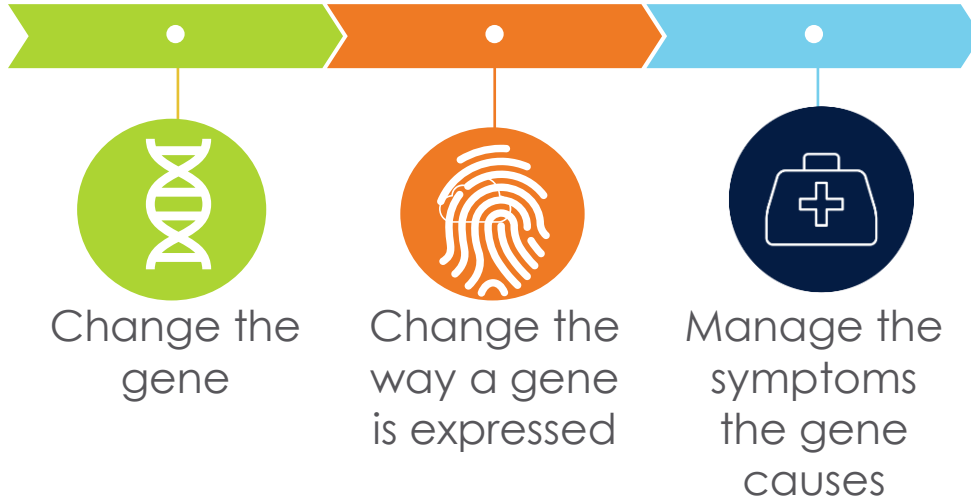 Change the
gene
Change the
way a gene
is expressed
Manage the
symptoms
the gene
causes